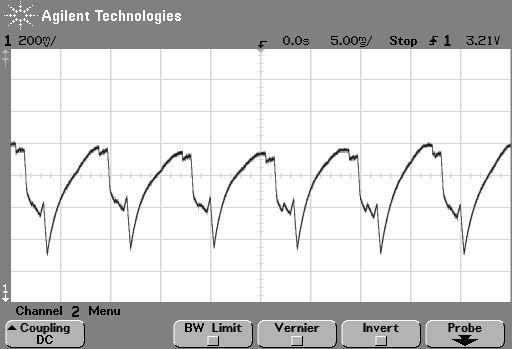 Agilent Technologies
1 200mV/ 0.0s 5.00ms/ Stop 1 3.21V
1
Channel 2 Menu
Coupling BW Limit Vernier Invert Probe
DC